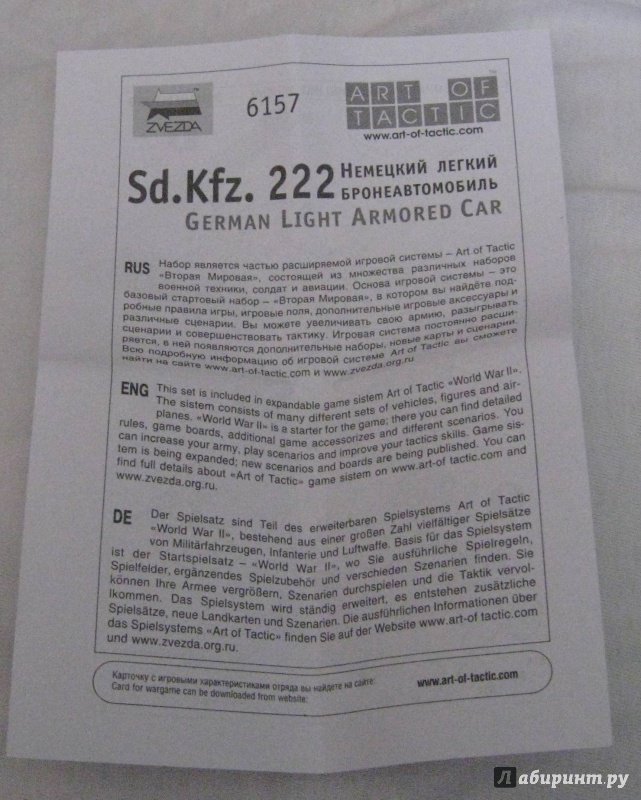 ZVEZDA
6157
ART OF
TACTIC
www.art-of-tactic.com
Sd.Kfz. 222
НЕМЕЦКИЙ ЛЕГКИЙ
БРОНЕАВТОМОБИЛЬ
GERMAN LIGHT ARMORED CAR
RUS Набор является частью расширяемой игровой системы – Art of Tactic
«Вторая Мировая», состоящей из множества различных наборов
военной техники, солдат и авиации. Основа игровой системы – это
базовый стартовый набор – «Вторая Мировая», в котором вы найдёте под-
робные правила игры, игровые поля, дополнительные игровые аксессуары и
различные сценарии. Вы можете увеличивать свою армию, разыгрывать
сценарии и совершенствовать тактику. Игровая система постоянно расши-
ряется, в ней появляются дополнительные наборы, новые карты и сценарии.
Всю подробную информацию об игровой системе Art of Tactic вы сможете
найти на сайте www.art-of-tactic.com и www.zvezda.org.ru
ENG This set is included in expandable game sistem Art of Tactic «World War II».
The sistem consists of many different sets of vehicles, figures and air-
planes. «World War II» is a starter for the game; there you can find detailed
rules, game boards, additional game accessorizes and different scenarios. You
can increase your army, play scenarios and improve your tactics skills. Game sis-
tem is being expanded; new scenarios and boards are being published. You can
find full details about «Art of Tactic» game sistem on www.art-of-tactic.com and
www.zvezda.org.ru.
DE Der Spielsatz sind Teil des erweiterbaren Spielsystems Art of Tactic
«World War II», bestehend aus einer großen Zahl vielfältiger Spielsätze
von Militärfahrzeugen, Infanterie und Luftwaffe. Basis für das Spielsystem
ist der Startspielsatz – «World War II», wo Sie ausführliche Spielregeln,
Spielfelder, ergänzendes Spielzubehör und verschieden Szenarien finden. Sie
können Ihre Armee vergrößern, Szenarien durchspielen und die Taktik vervol-
lkommen. Das Spielsystem wird ständig erweitert, es entstehen zusätzliche
Spielsätze, neue Landkarten und Szenarien. Die ausführlichen Informationen über
das Spielsystems «Art of Tactic» finden Sie auf der Website www.art-of tactic.com
und www.zvezda.org.ru.
Карточку с игровыми характеристиками отряда вы найдете на сайте:
Card for wargame can be downloaded from website:
www.art-of-tactic.com
Лабиринт.ру